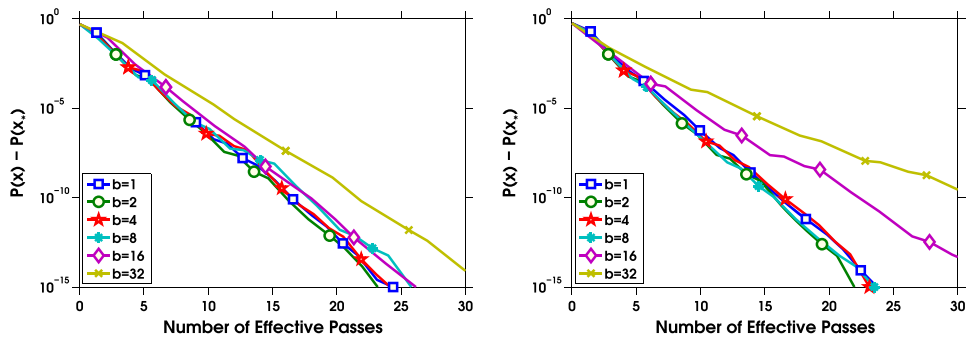 10^0
10^-5
10^-10
10^-15
P(x) − P(x_*)
b=1
b=2
b=4
b=8
b=16
b=32
0 5 10 15 20 25 30
Number of Effective Passes
10^0
10^-5
10^-10
10^-15
P(x) − P(x_*)
b=1
b=2
b=4
b=8
b=16
b=32
0 5 10 15 20 25 30
Number of Effective Passes